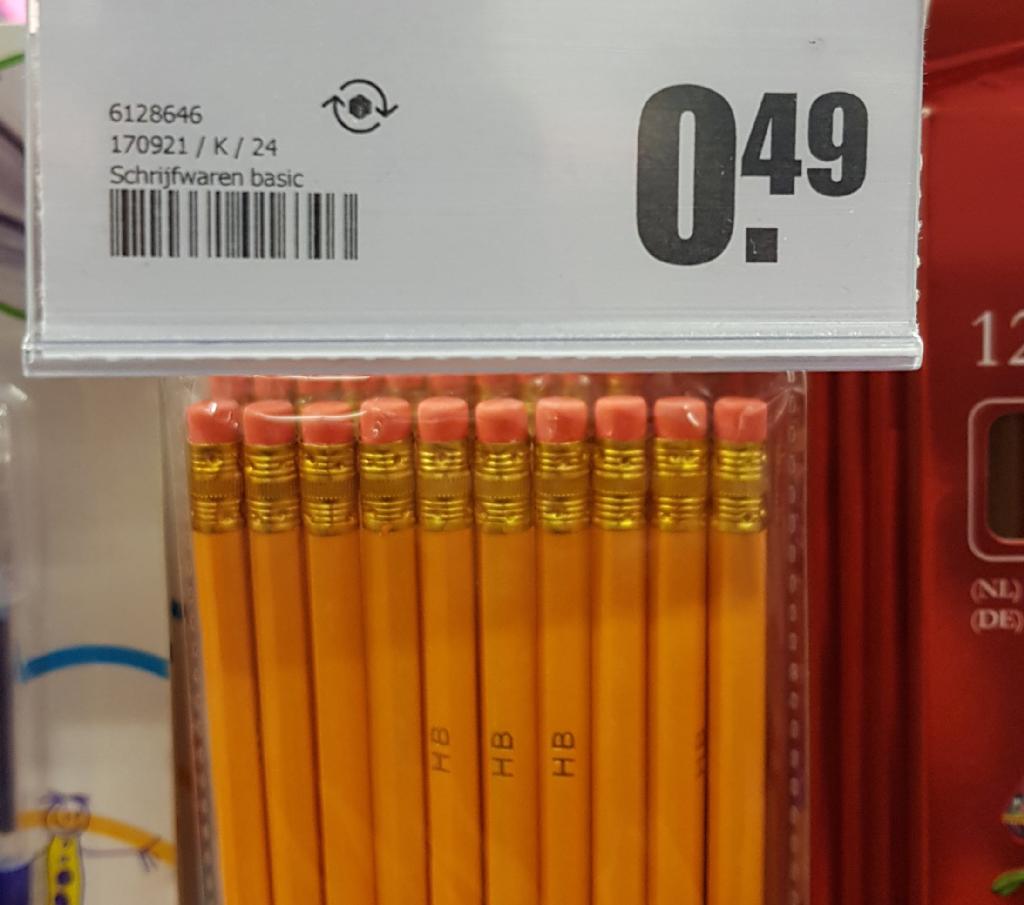 6128646
170921 / K / 24
Schrijfwaren basic
0.49
12
(NL)
(DE)
HB
HB
HB